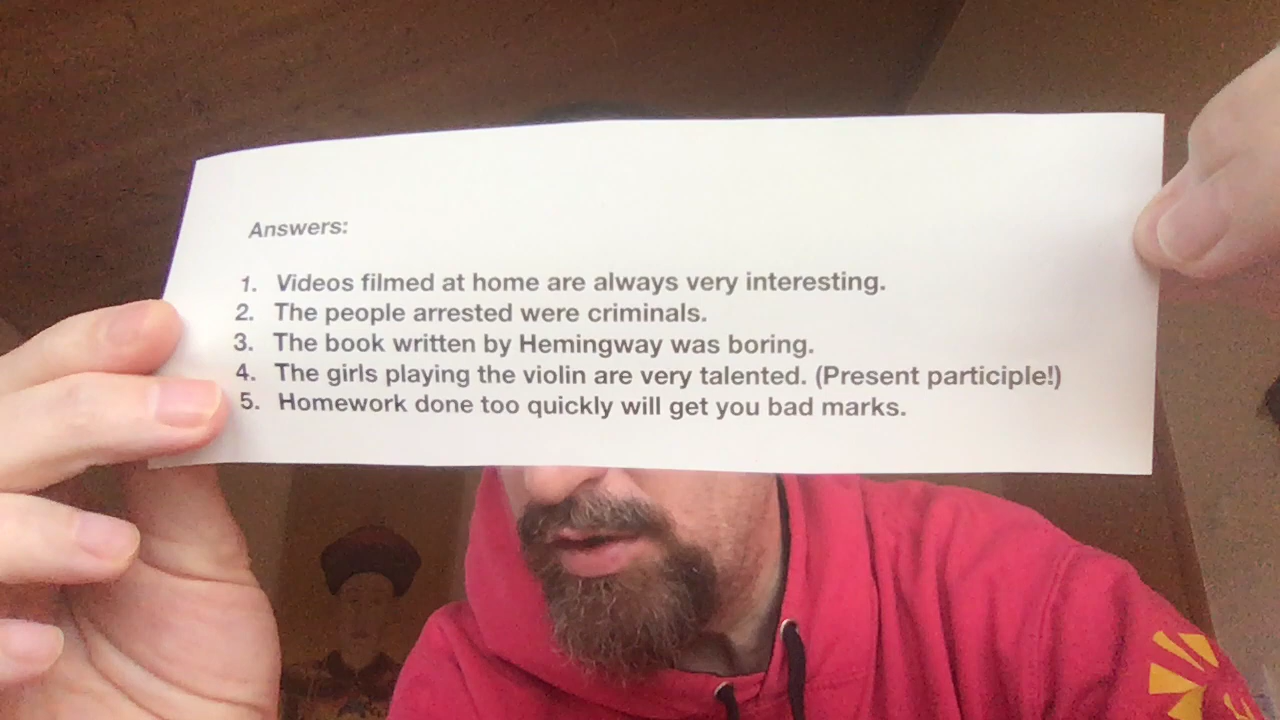 Answers:
1. Videos filmed at home are always very interesting.
2. The people arrested were criminals.
3. The book written by Hemingway was boring.
4. The girls playing the violin are very talented. (Present participle!)
5. Homework done too quickly will get you bad marks.